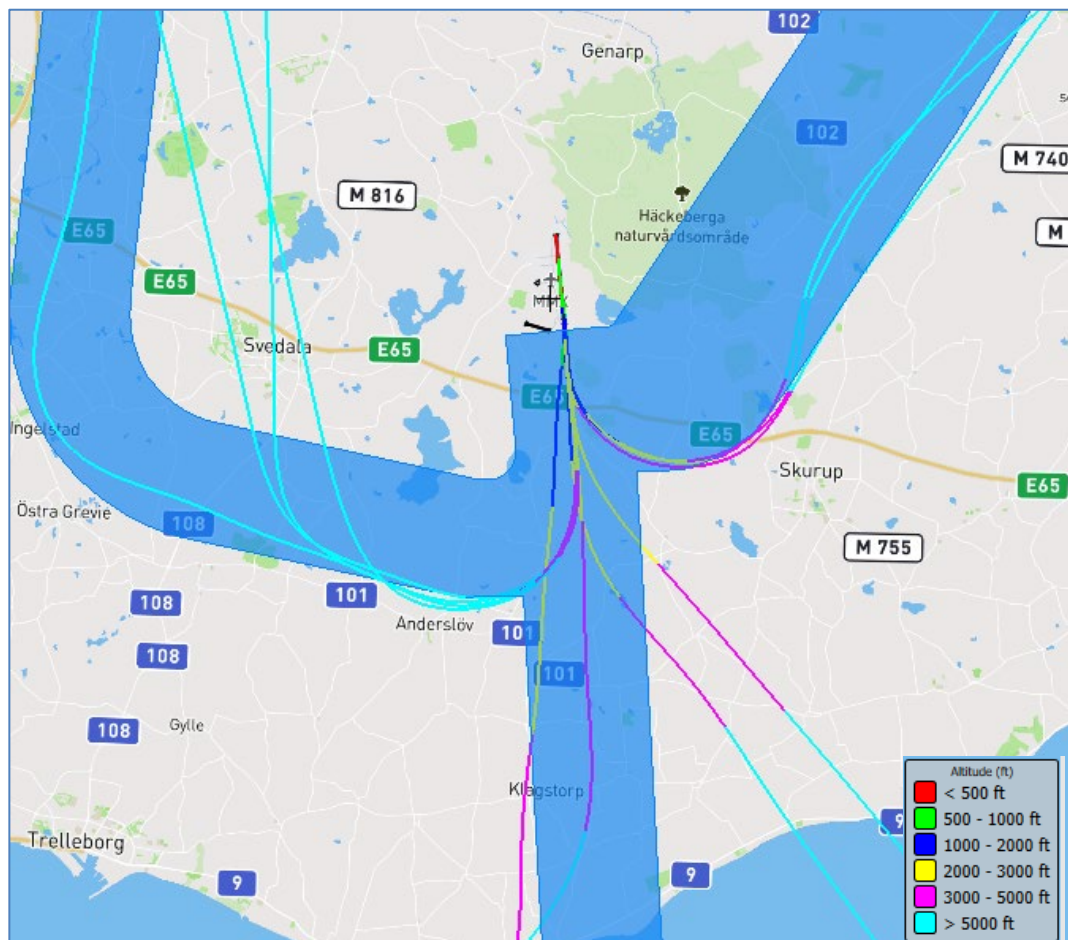 102
Genarp
102
M 740
M 816
Häckeberga
naturvårdsområde
M
E65
E65
MMX
Svedala
E65
E65
E65
Ingelstad
Skurup
E65
Östra Grevie
108
M 755
101
108
Anderslöv
101
108
101
Gylle
108
Klagstorp
Trelleborg
9
9
9
Altitude (ft)
< 500 ft
500 - 1000 ft
1000 - 2000 ft
2000 - 3000 ft
3000 - 5000 ft
> 5000 ft